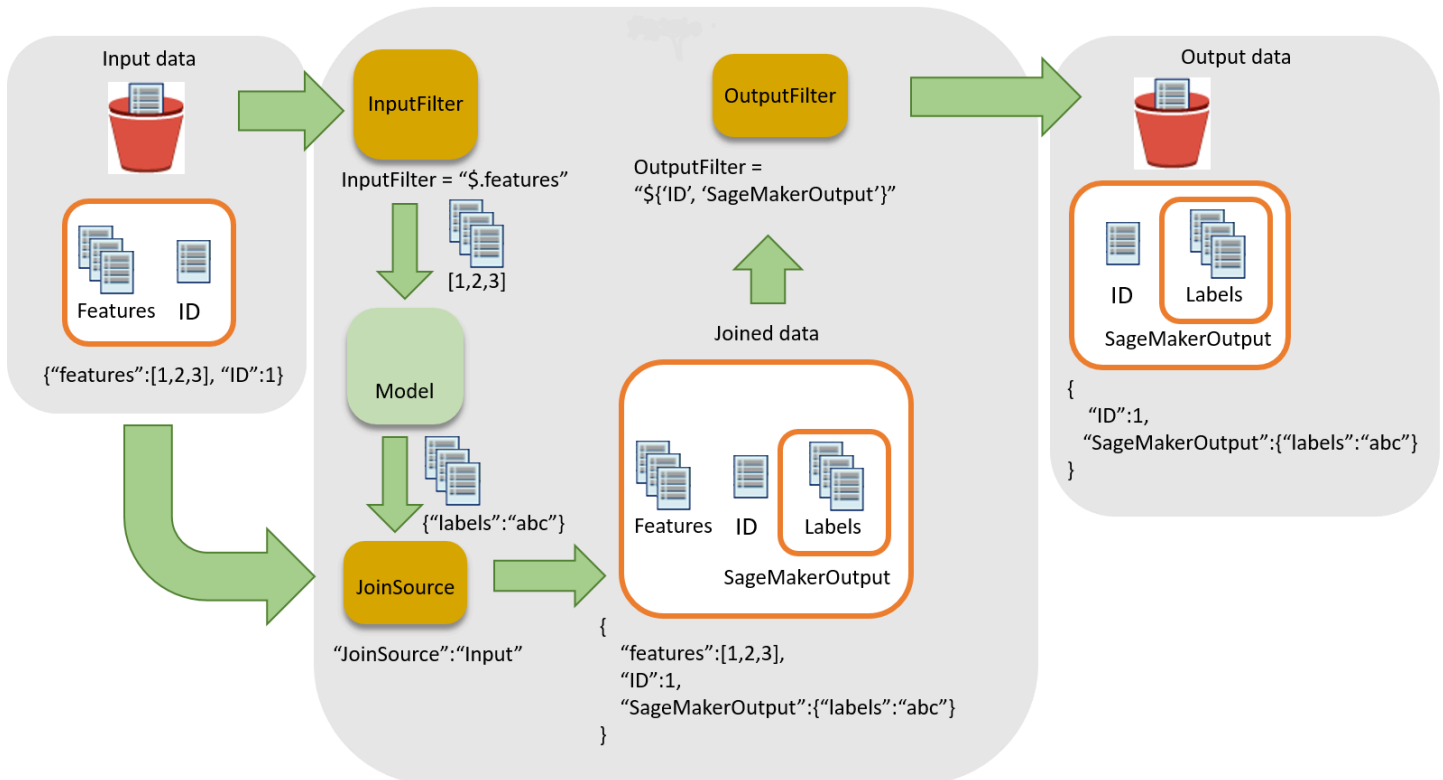 Input data
Features
ID
{“features”:[1,2,3], “ID”:1}
InputFilter
InputFilter = “$.features”
[1,2,3]
Model
{“labels”:“abc”}
JoinSource
“JoinSource”:“Input”
OutputFilter
OutputFilter =
“${‘ID’, ‘SageMakerOutput’}”
Joined data
Features
ID
Labels
SageMakerOutput
{
“features”:[1,2,3],
“ID”:1,
“SageMakerOutput”:{“labels”:“abc”}
}
Output data
ID
Labels
SageMakerOutput
{
“ID”:1,
“SageMakerOutput”:{“labels”:“abc”}
}